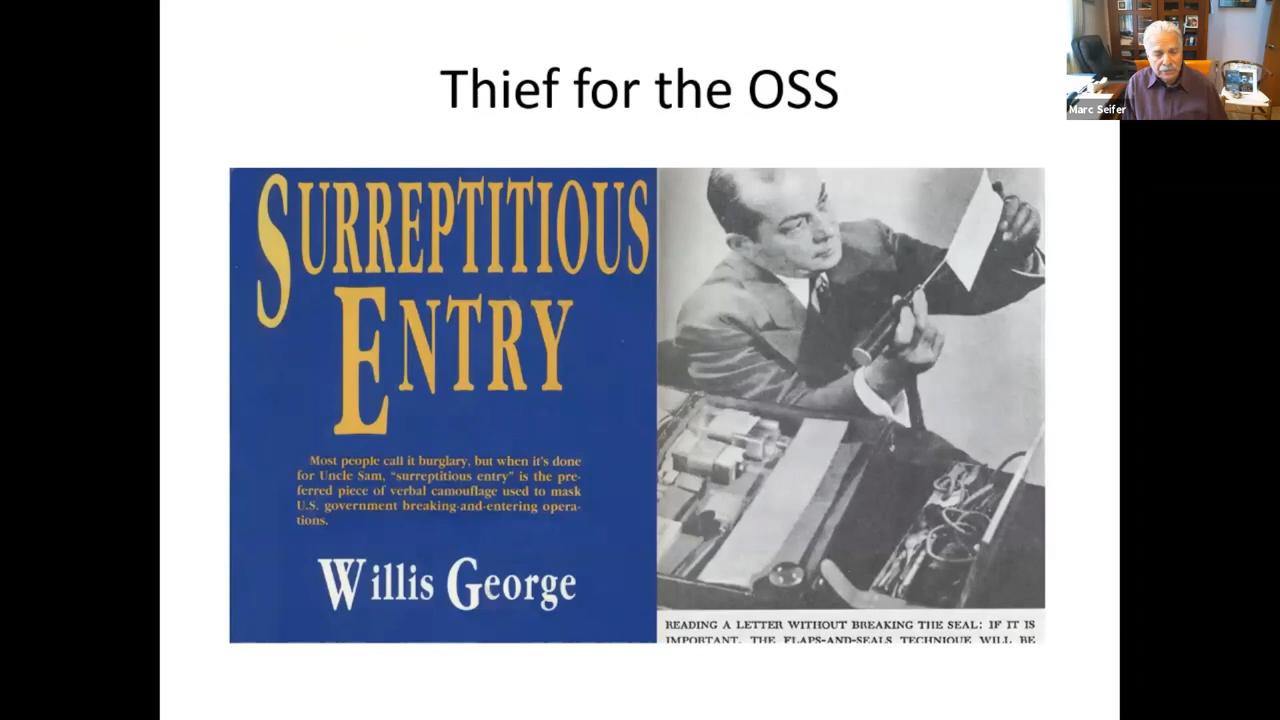 Thief for the OSS
Marc Seifer
SURREPTITIOUS
ENTRY
Most people call it burglary, but when it's done
for Uncle Sam, "surreptitious entry" is the pre-
ferred piece of verbal camouflage used to mask
U.S. government breaking-and-entering opera-
tions.
Willis George
READING A LETTER WITHOUT BREAKING THE SEAL: IF IT IS
IMPORTANT, THE FLAPS-AND-SEALS TECHNIQUE WILL BE